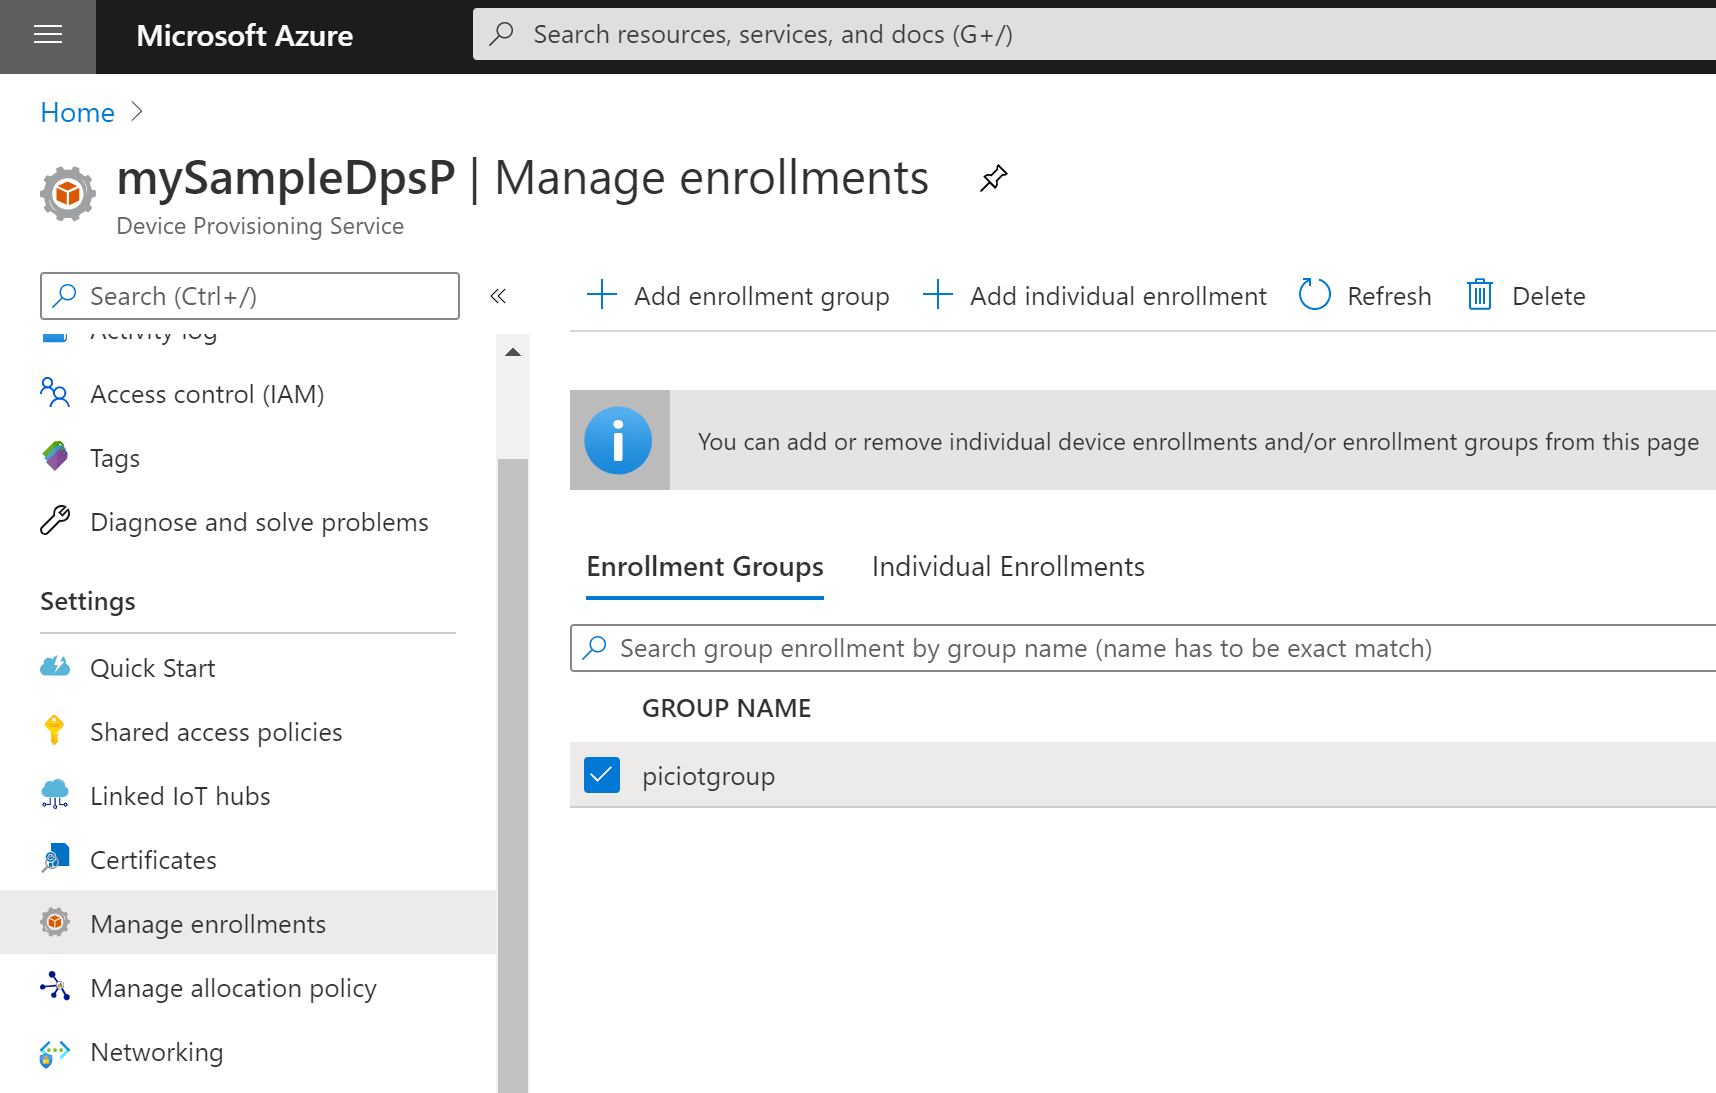 Microsoft Azure
Search resources, services, and docs (G+/)
Home
mySampleDpsP | Manage enrollments
Device Provisioning Service
Search (Ctrl+/)
Add enrollment group
Add individual enrollment
Refresh
Delete
Activity log
Access control (IAM)
Tags
Diagnose and solve problems
Settings
Quick Start
Shared access policies
Linked IoT hubs
Certificates
Manage enrollments
Manage allocation policy
Networking
You can add or remove individual device enrollments and/or enrollment groups from this page
Enrollment Groups
Individual Enrollments
Search group enrollment by group name (name has to be exact match)
GROUP NAME
piciotgroup